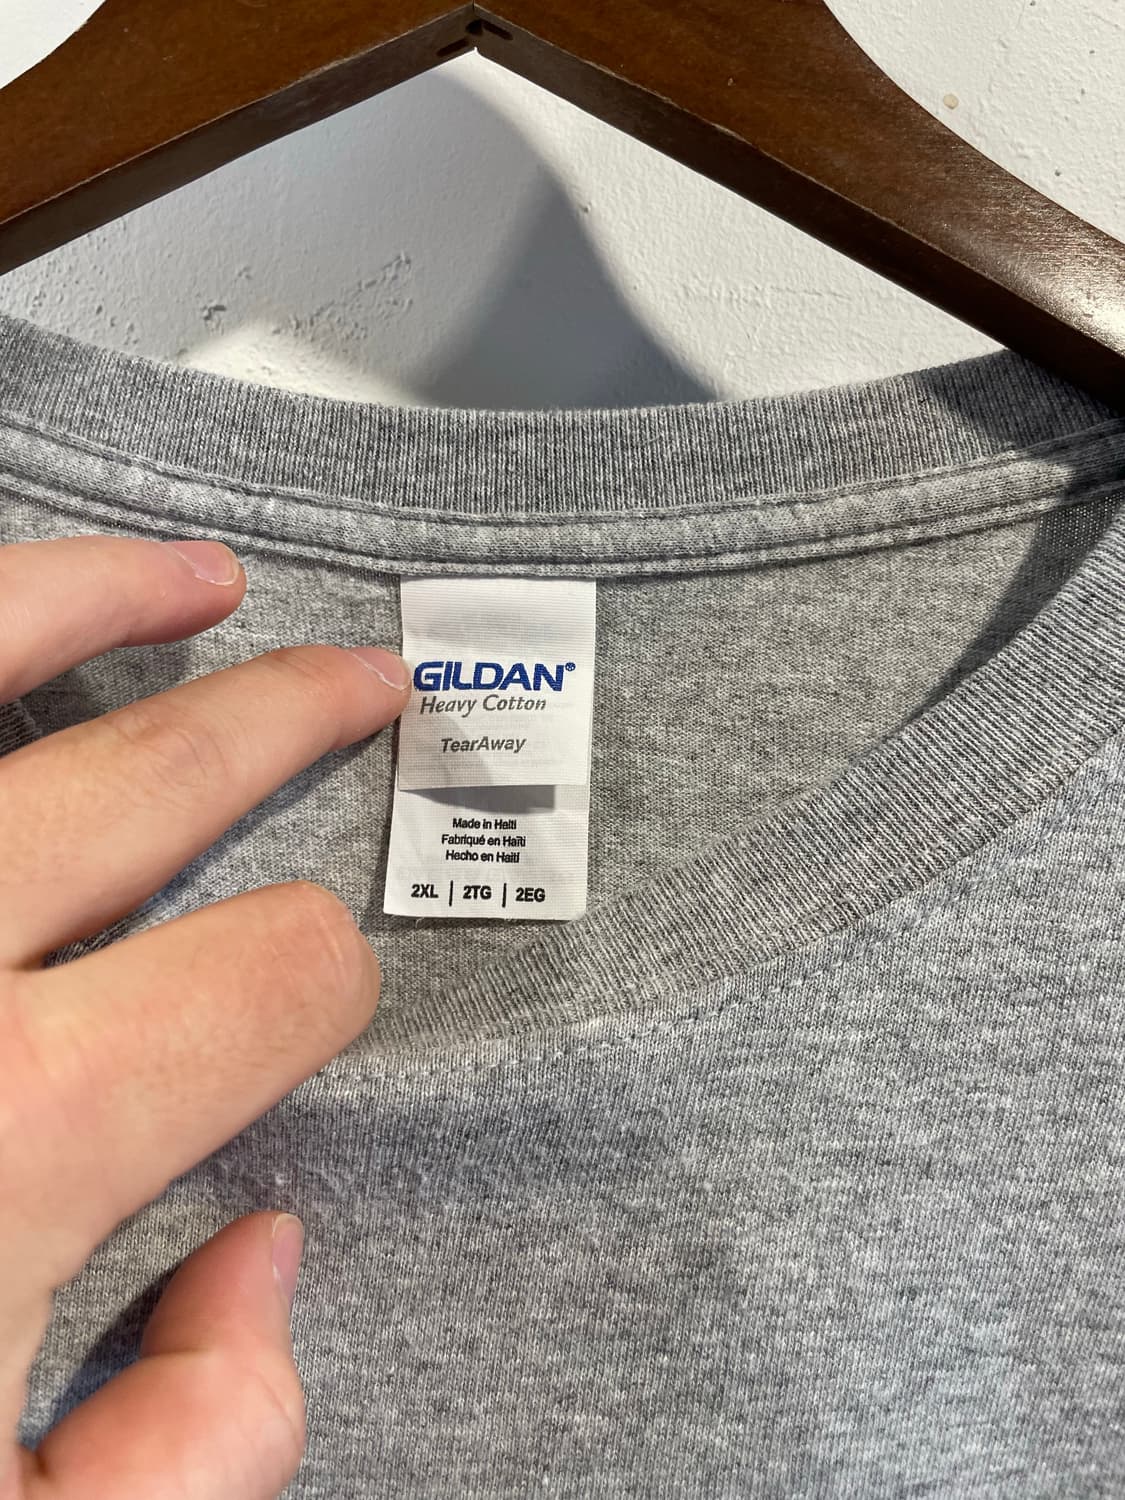 GILDAN®
Heavy Cotton
TearAway
Made in Haiti
Fabriqué en Haïti
Hecho en Haití
2XL | 2TG | 2EG